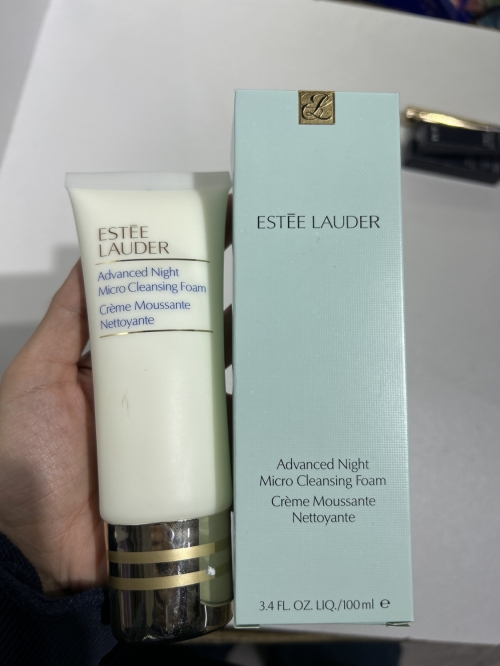 ESTĒE
LAUDER
Advanced Night
Micro Cleansing Foam
Crème Moussante
Nettoyante
ESTĒE LAUDER
Advanced Night
Micro Cleansing Foam
Crème Moussante
Nettoyante
3.4 FL. OZ. LIQ./100 ml ℮